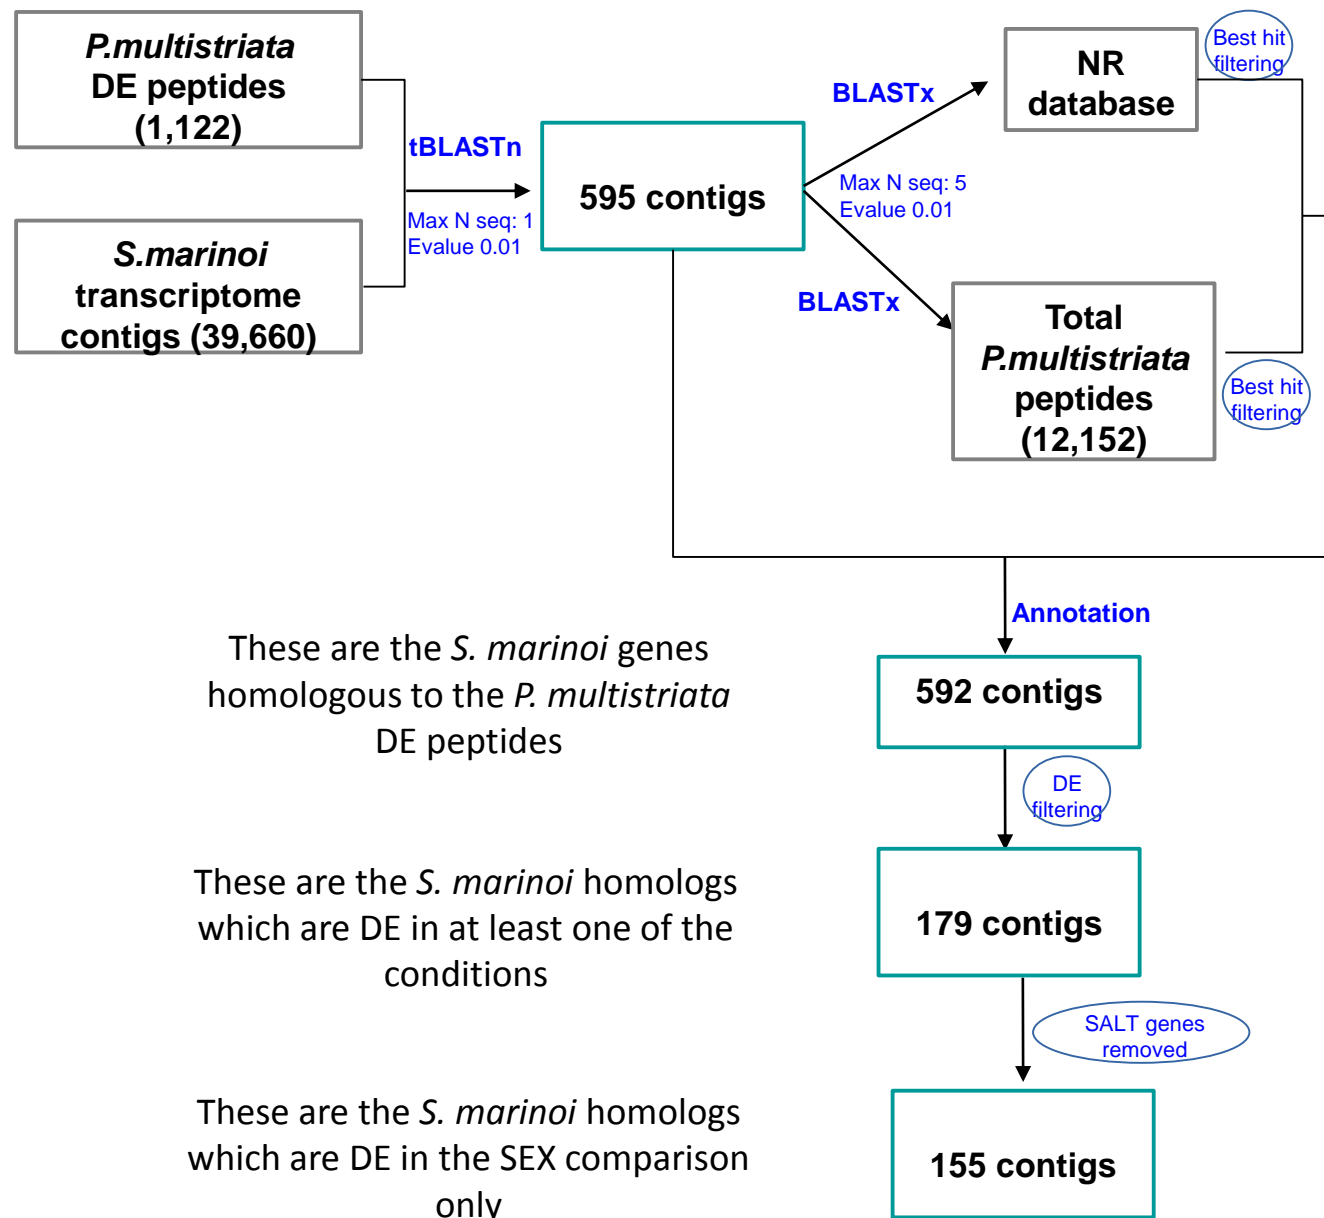 P.multistriata
DE peptides
(1,122)
S.marinoi
transcriptome
contigs (39,660)
tBLASTn
Max N seq: 1
Evalue 0.01
595 contigs
BLASTx
Max N seq: 5
Evalue 0.01
BLASTx
NR
database
Best hit
filtering
Total
P.multistriata
peptides
(12,152)
Best hit
filtering
Annotation
These are the S. marinoi genes
homologous to the P. multistriata
DE peptides
592 contigs
DE
filtering
These are the S. marinoi homologs
which are DE in at least one of the
conditions
179 contigs
SALT genes
removed
These are the S. marinoi homologs
which are DE in the SEX comparison
only
155 contigs